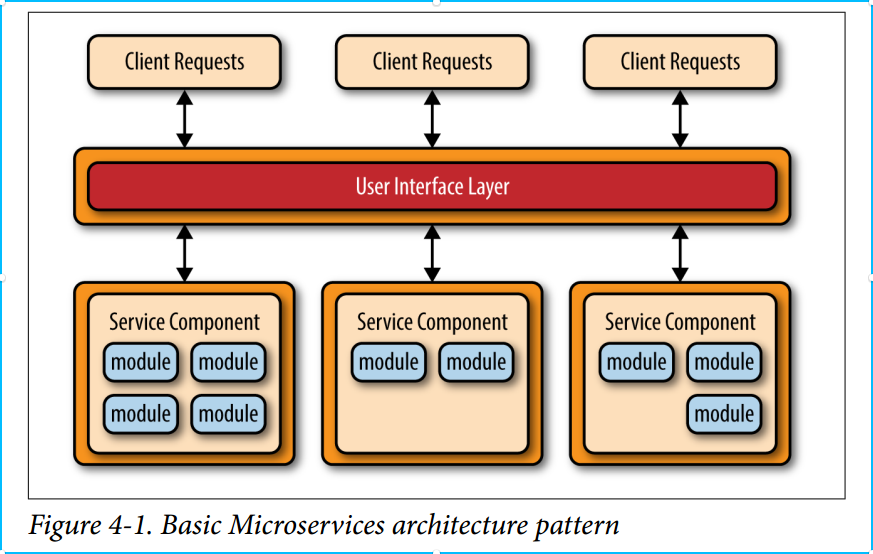 Client Requests
Client Requests
Client Requests
User Interface Layer
Service Component
module module
module module
Service Component
module module
Service Component
module module
module
Figure 4-1. Basic Microservices architecture pattern